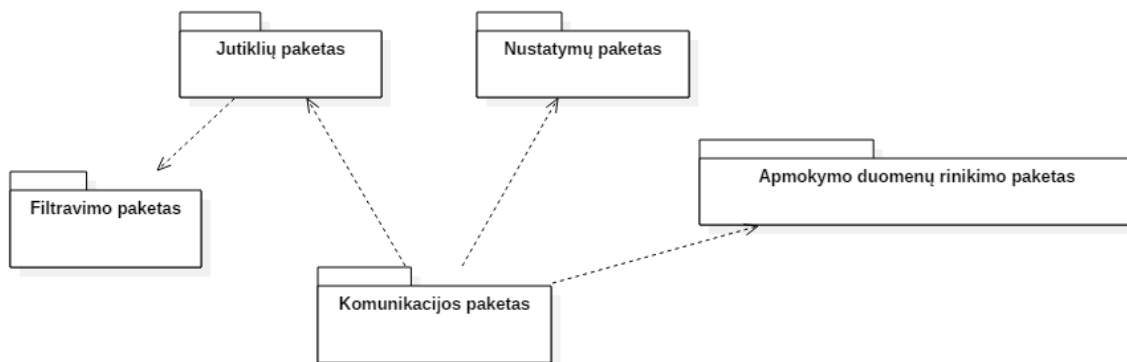 Jutiklių paketas
Nustatymų paketas
Apmokymo duomenų rinikimo paketas
Filtravimo paketas
Komunikacijos paketas